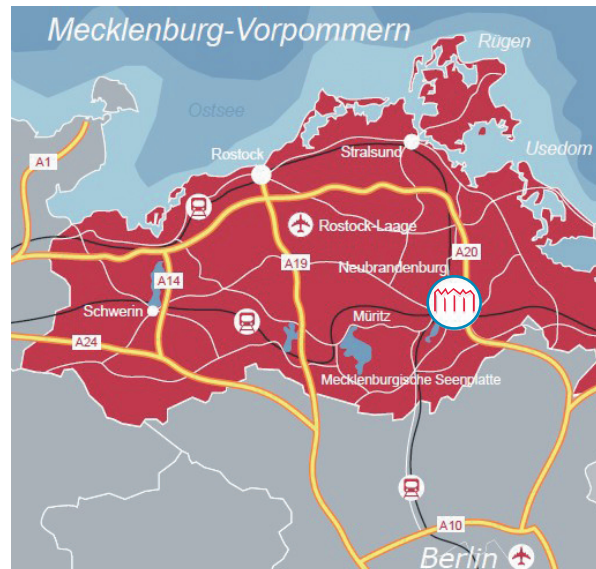 Mecklenburg-Vorpommern
Rügen
Ostsee
A1
Rostock
Stralsund
Usedom
Rostock-Laage
A20
A19
Neubrandenburg
A14
Schwerin
Müritz
A24
Mecklenburgische Seenplatte
A10
Berlin